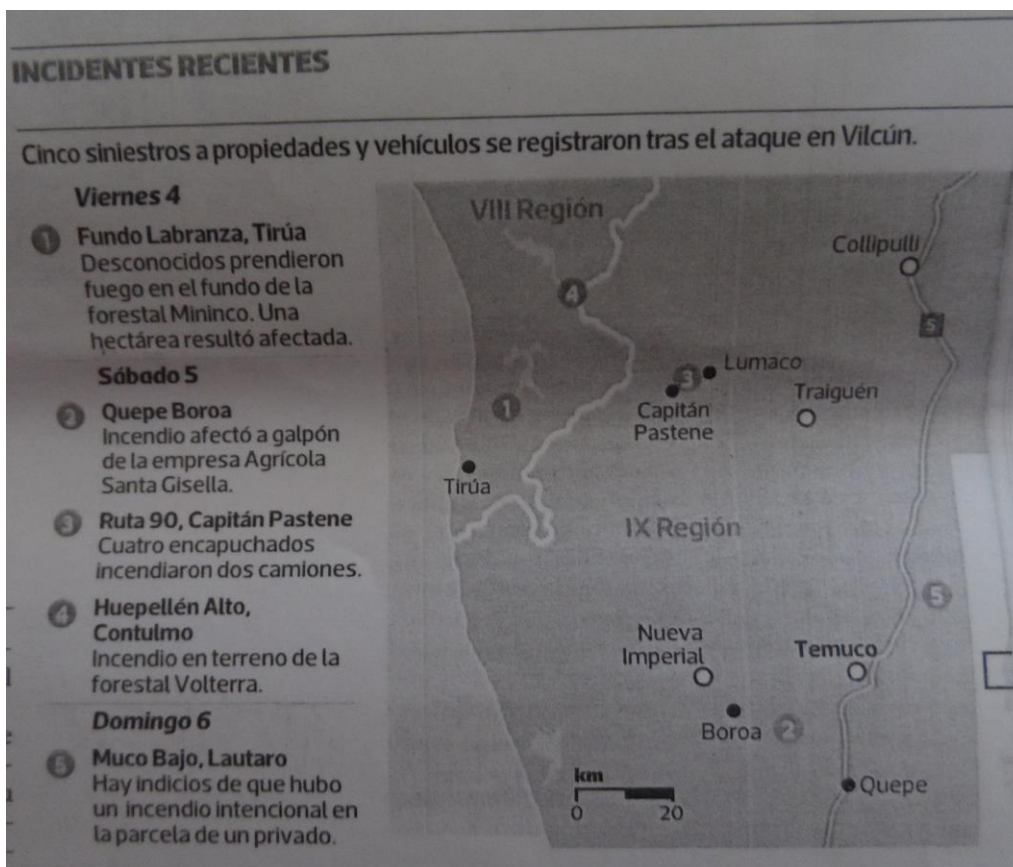 INCIDENTES RECIENTES
Cinco siniestros a propiedades y vehículos se registraron tras el ataque en Vilcún.
Viernes 4
1 Fundo Labranza, Tirúa
Desconocidos prendieron
fuego en el fundo de la
forestal Mininco. Una
hectárea resultó afectada.
Sábado 5
2 Quepe Boroa
Incendio afectó a galpón
de la empresa Agrícola
Santa Gisella.
3 Ruta 90, Capitán Pastene
Cuatro encapuchados
incendiaron dos camiones.
4 Huepellén Alto,
Contulmo
Incendio en terreno de la
forestal Volterra.
Domingo 6
5 Muco Bajo, Lautaro
Hay indicios de que hubo
un incendio intencional en
la parcela de un privado.
VIII Región
Collipulli
4
5
Lumaco
3
Traiguén
1
Capitán
Pastene
Tirúa
IX Región
5
Nueva
Imperial
Temuco
Boroa
2
Quepe
km
0 20